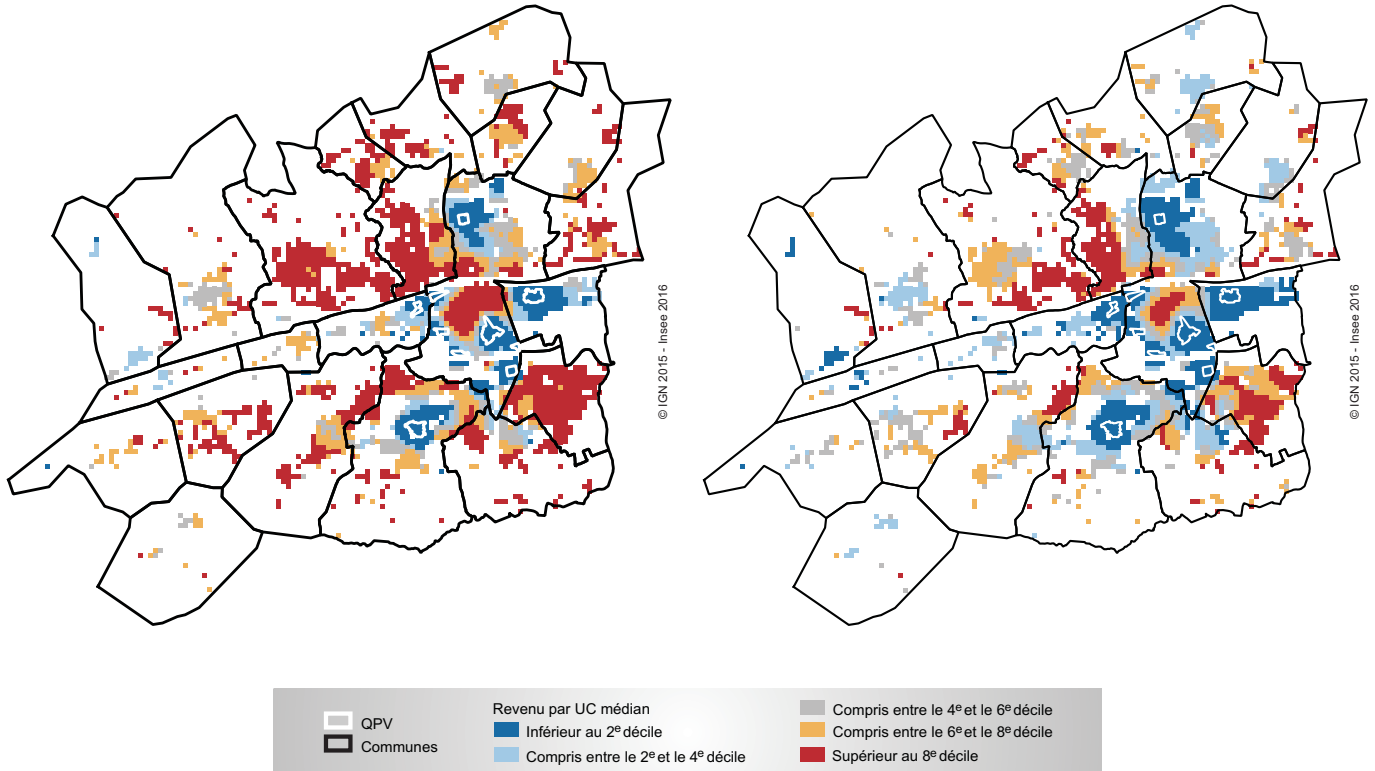 © IGN 2015 - Insee 2016
© IGN 2015 - Insee 2016
QPV
Communes
Revenu par UC médian
Inférieur au 2e décile
Compris entre le 2e et le 4e décile
Compris entre le 4e et le 6e décile
Compris entre le 6e et le 8e décile
Supérieur au 8e décile